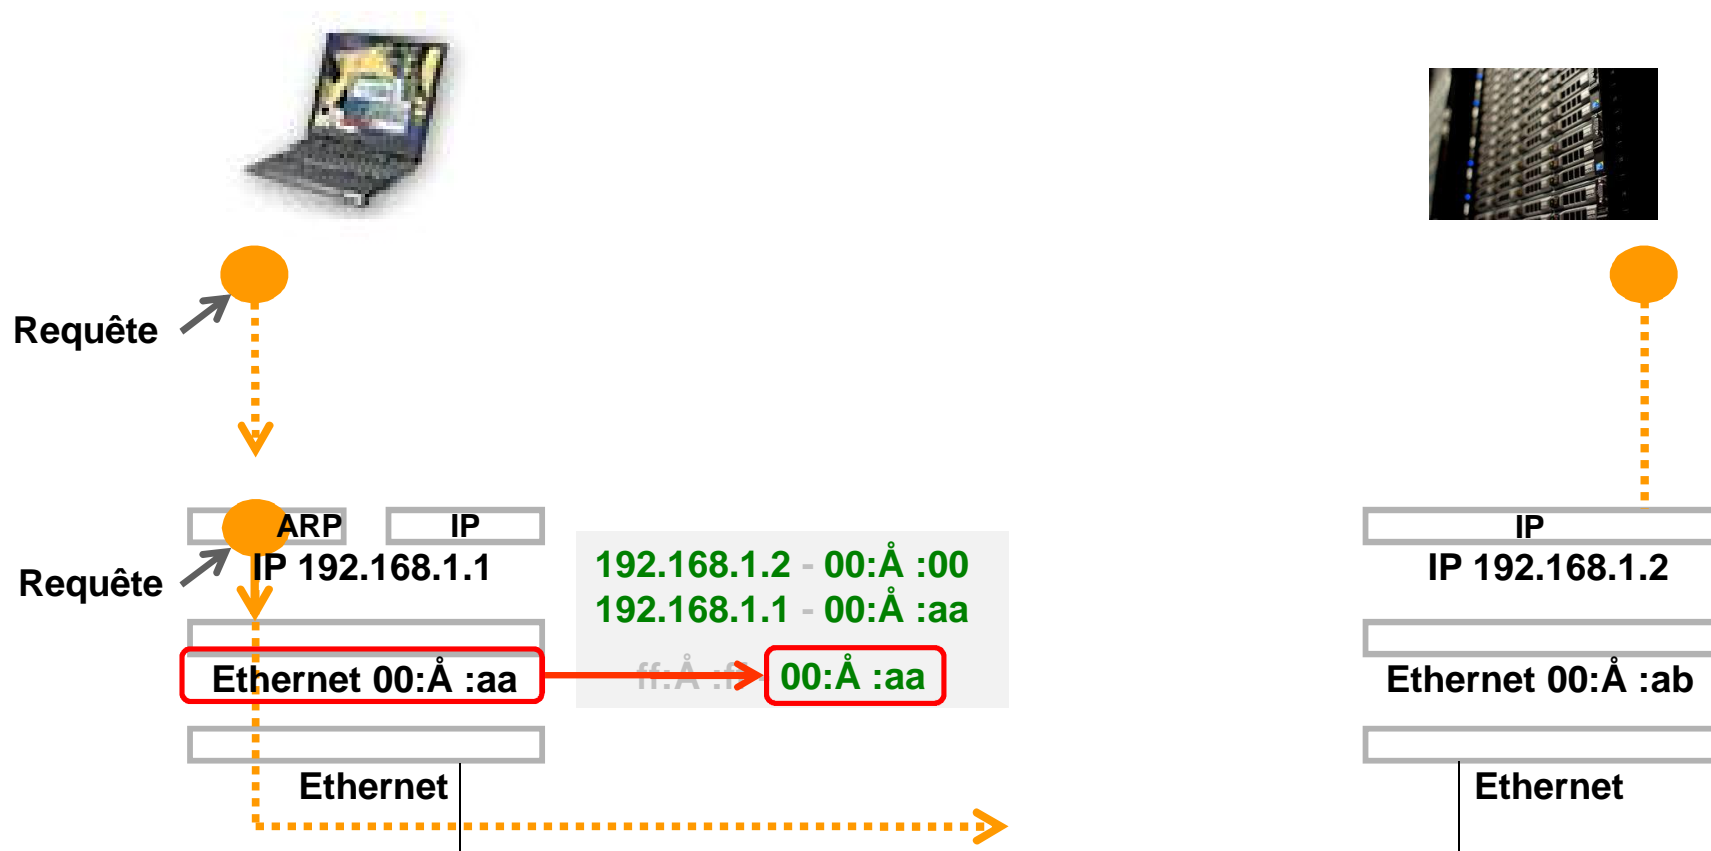 Requête
ARP
IP
IP
Requête
IP 192.168.1.1
192.168.1.2 - 00:Å :00
IP 192.168.1.2
192.168.1.1 - 00:Å :aa
Ethernet 00:Å :aa
ff:Å :f 00:Å :aa
Ethernet 00:Å :ab
Ethernet
Ethernet